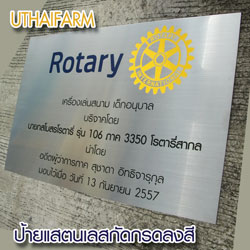 UTHAIFARM
Rotary
เครื่องเล่นสนาม เด็กอนุบาล
บริจาคโดย
นายกสโมสรโรตารี่ รุ่น 106 ภาค 3350 โรตารี่สากล
นำโดย
อดีตผู้ว่าการภาค สุชาดา อิทธิจารุกุล
มอบไว้เมื่อ วันที่ 13 กันยายน 2557
ป้ายแสตนเลสกัดกรดลงสี